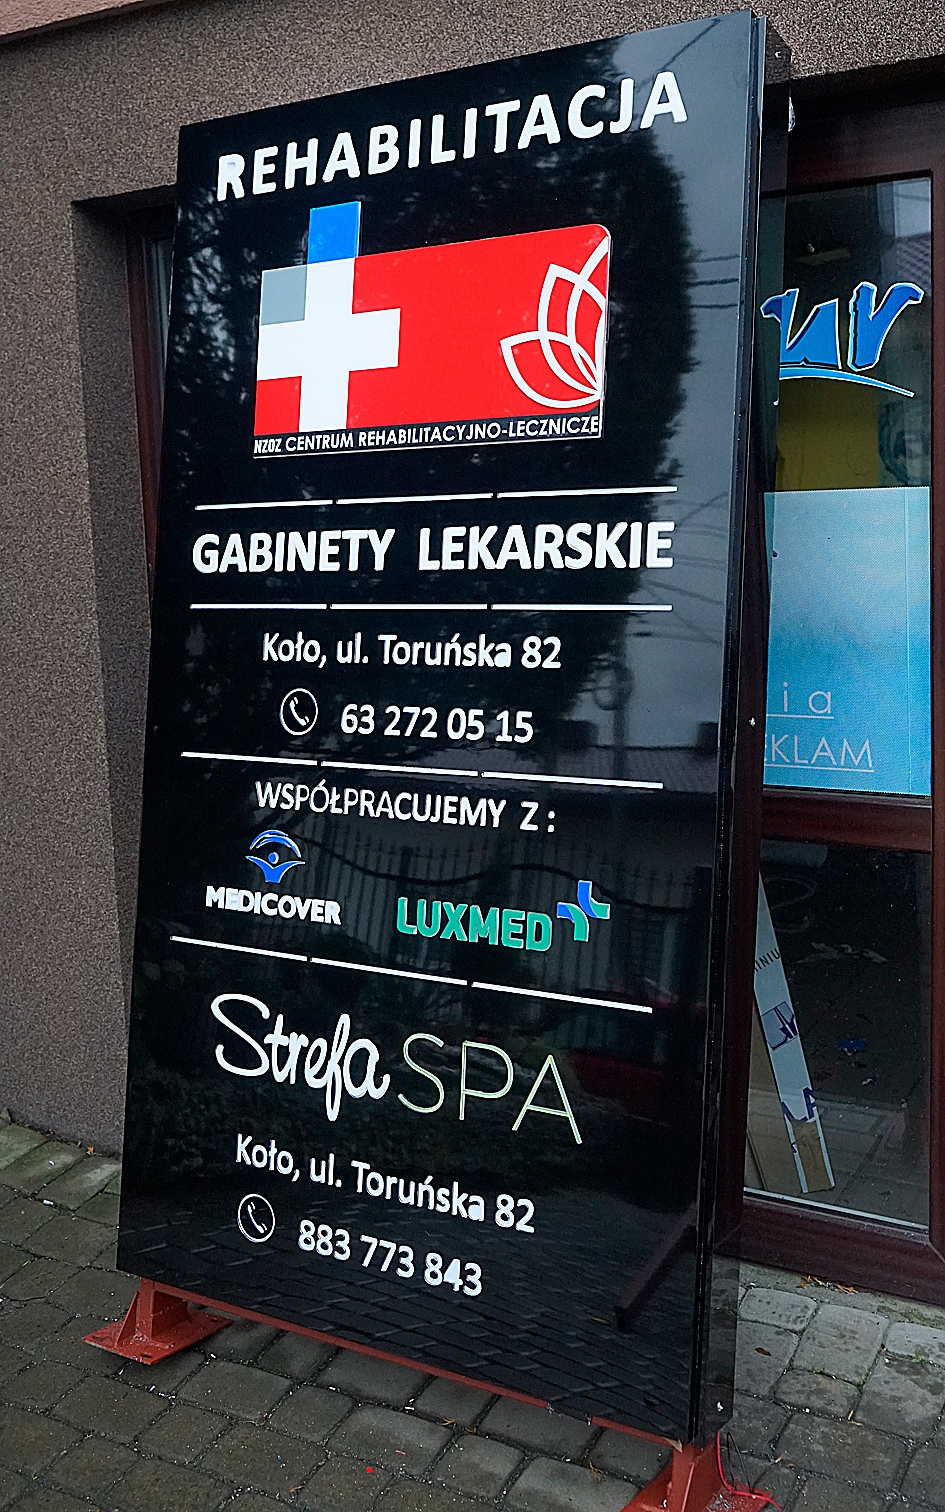 REHABILITACJA
NZOZ CENTRUM REHABILITACYJNO-LECZNICZE
GABINETY LEKARSKIE
Koło, ul. Toruńska 82
63 272 05 15
WSPÓŁPRACUJEMY Z :
MEDICOVER
LUXMED
Strefa SPA
Koło, ul. Toruńska 82
883 773 843